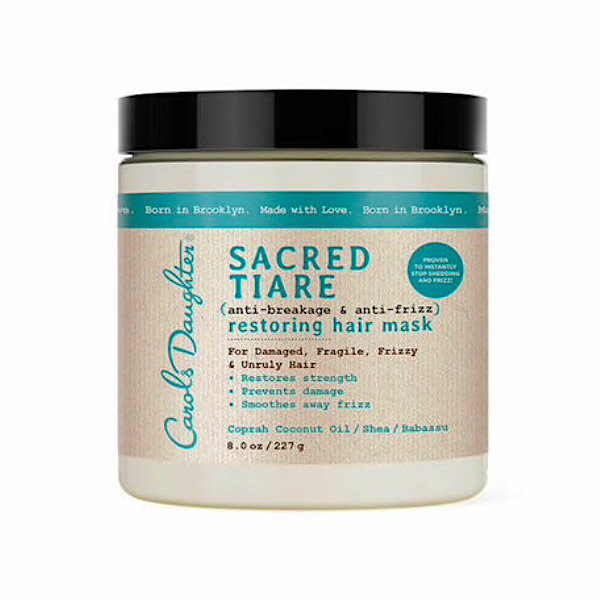 ve. Born in Brooklyn. Made with Love. Born in Brooklyn. Ma
Carol's Daughter®
SACRED
TIARE
(anti-breakage & anti-frizz)
restoring hair mask
PROVEN
TO INSTANTLY
STOP SHEDDING
AND FRIZZ!
For Damaged, Fragile, Frizzy
& Unruly Hair
• Restores strength
• Prevents damage
• Smoothes away frizz
Coprah Coconut Oil / Shea / Babassu
8.0 oz / 227 g